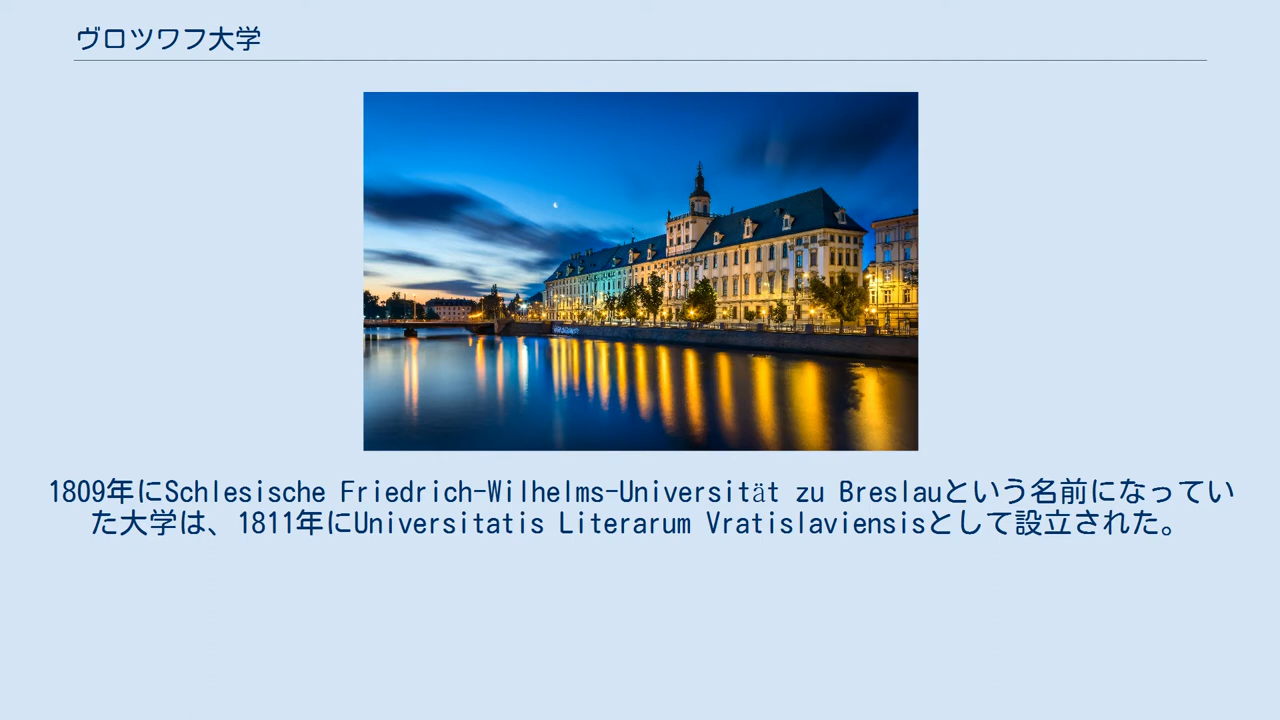 ヴロツワフ大学
1809年にSchlesische Friedrich-Wilhelms-Universität zu Breslauという名前になってい
た大学は、1811年にUniversitatis Literarum Vratislaviensisとして設立された。